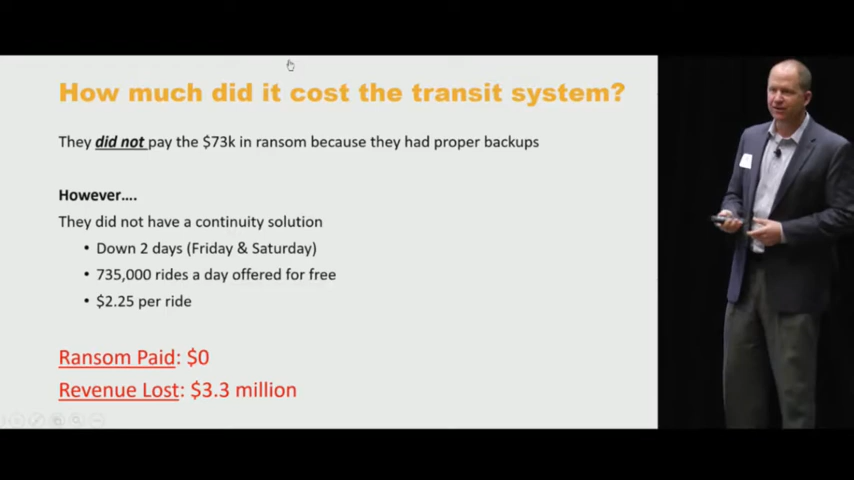 How much did it cost the transit system?
They did not pay the $73k in ransom because they had proper backups
However....
They did not have a continuity solution
• Down 2 days (Friday & Saturday)
• 735,000 rides a day offered for free
• $2.25 per ride
Ransom Paid: $0
Revenue Lost: $3.3 million